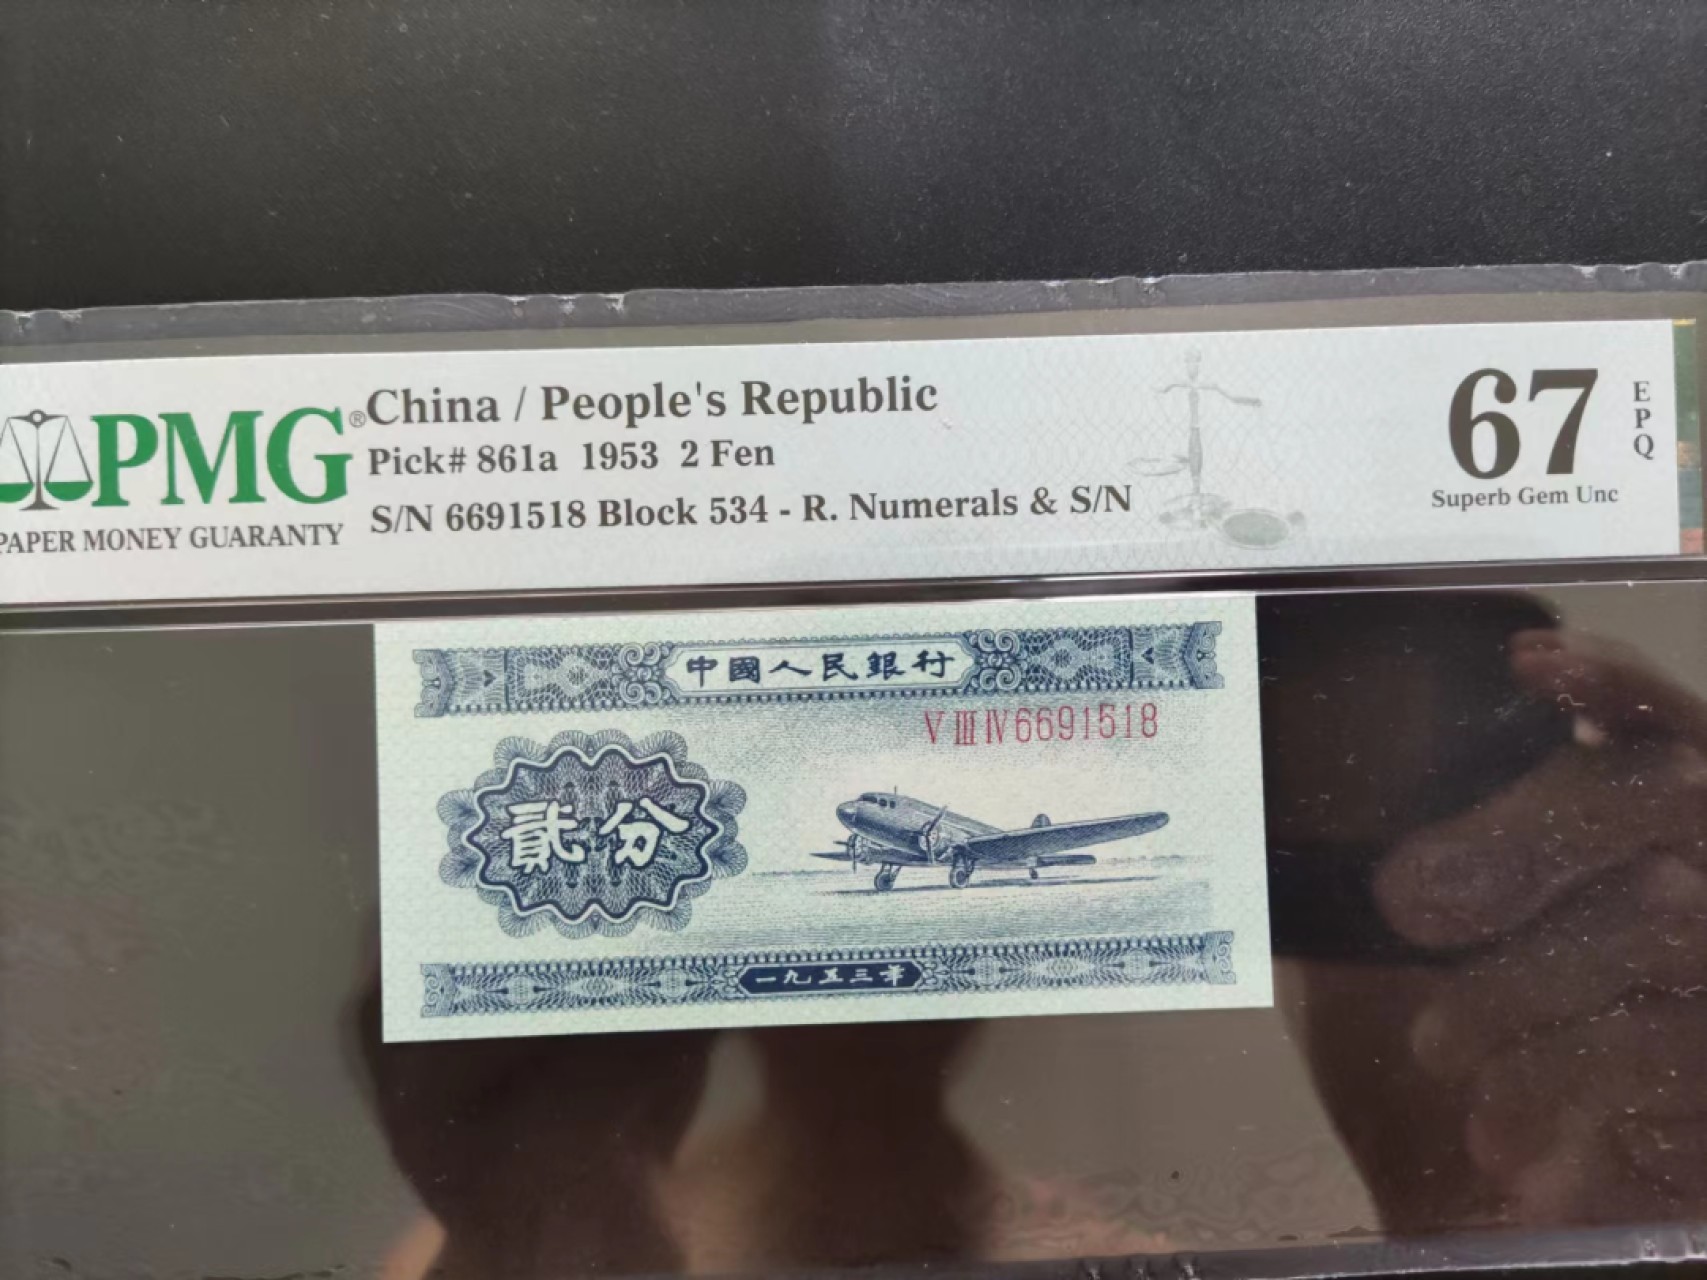 China / People's Republic
PMG®
Pick# 861a 1953 2 Fen
S/N 6691518 Block 534 - R. Numerals & S/N
PAPER MONEY GUARANTY
67
EPQ
Superb Gem Unc
中國人民銀行
V III IV 6691518
貳分
一九五三年